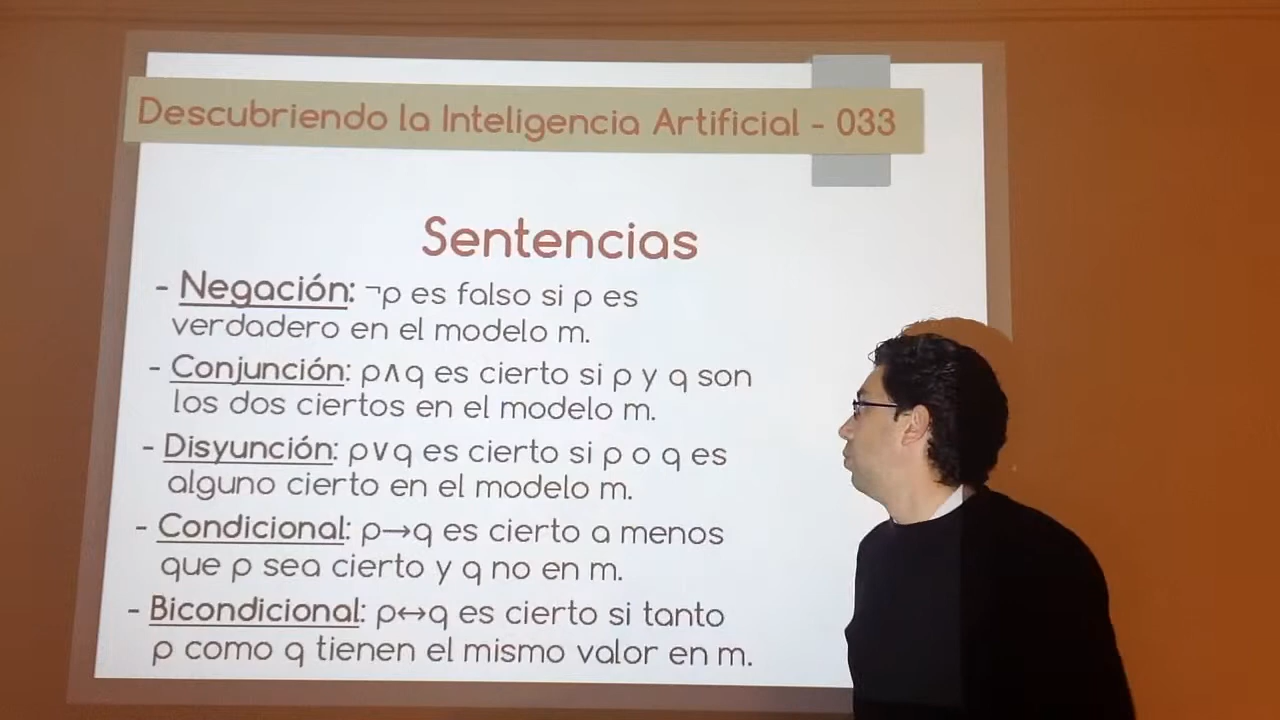 Descubriendo la Inteligencia Artificial - 033
Sentencias
- Negación: ¬p es falso si p es
verdadero en el modelo m.
- Conjunción: p∧q es cierto si p y q son
los dos ciertos en el modelo m.
- Disyunción: p∨q es cierto si p o q es
alguno cierto en el modelo m.
- Condicional: p→q es cierto a menos
que p sea cierto y q no en m.
- Bicondicional: p↔q es cierto si tanto
p como q tienen el mismo valor en m.